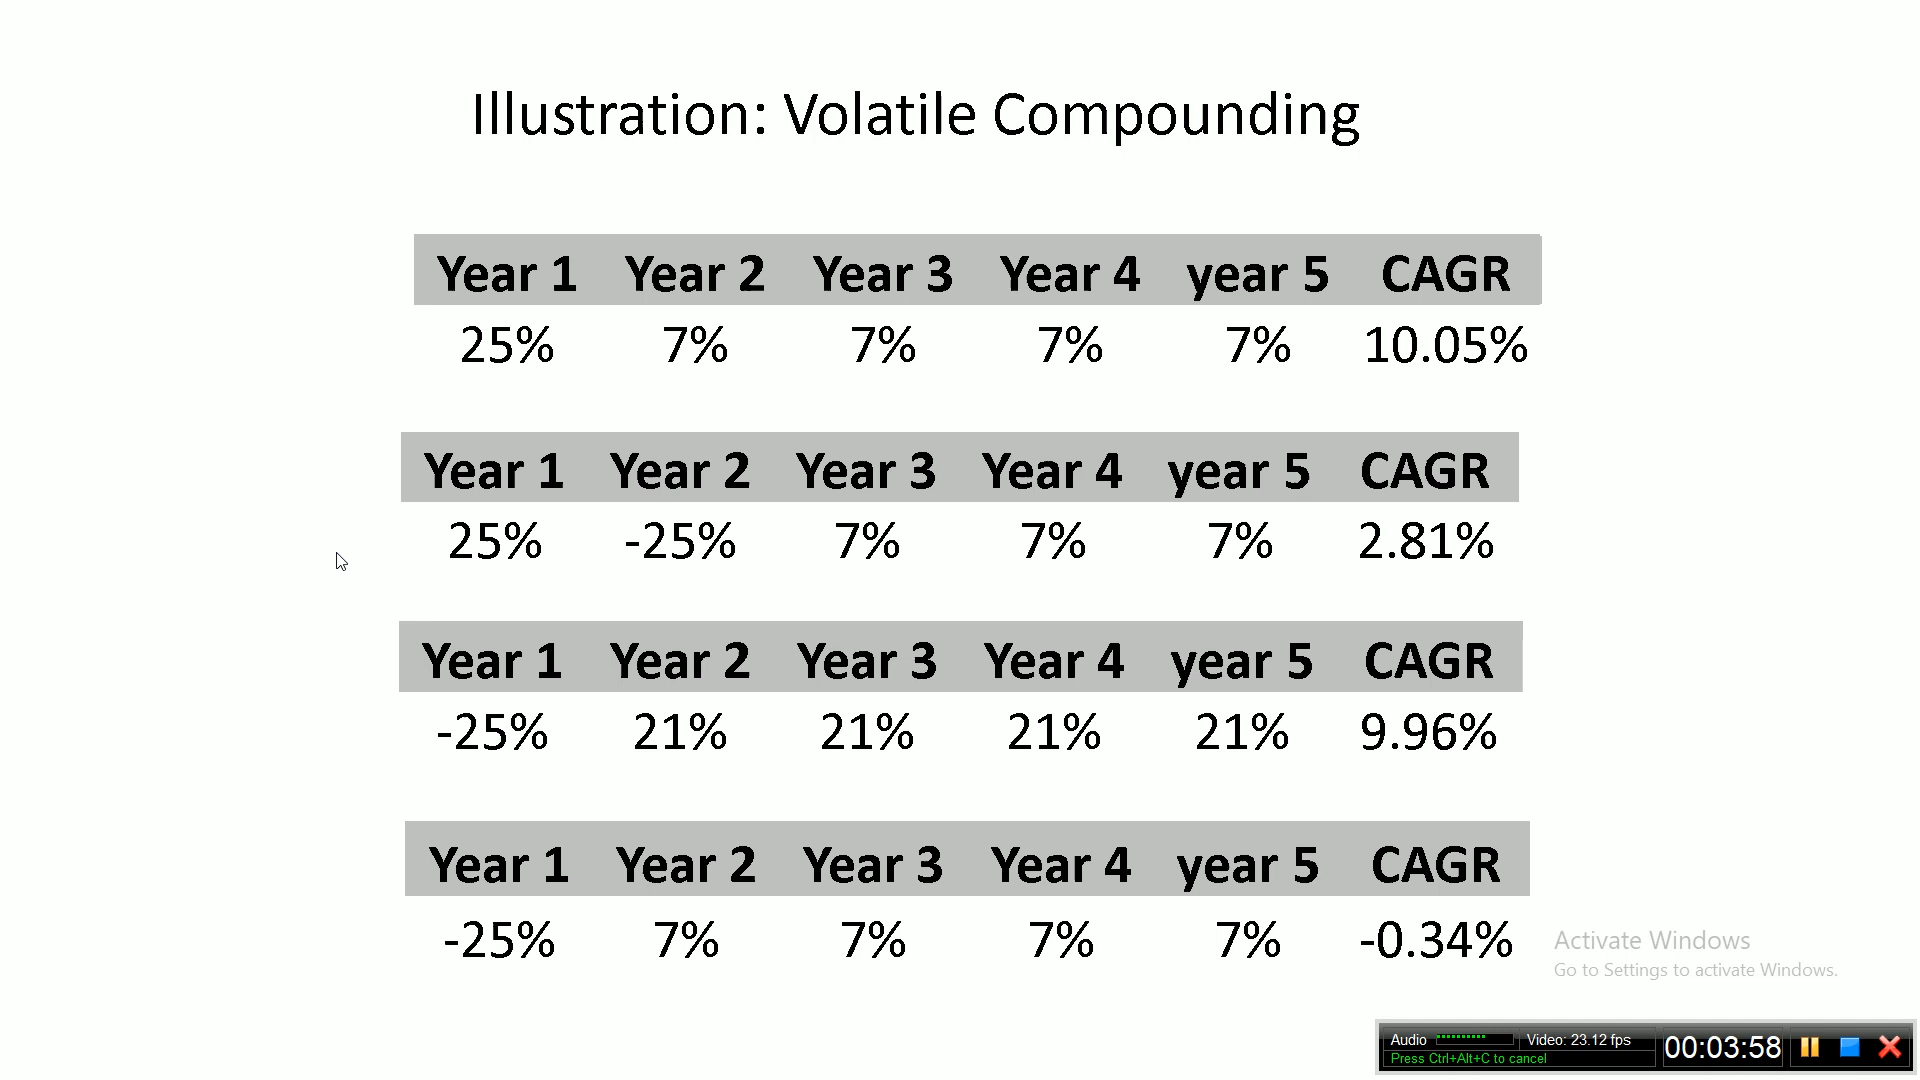 Illustration: Volatile Compounding
Year 1 Year 2 Year 3 Year 4 year 5 CAGR
25% 7% 7% 7% 7% 10.05%
Year 1 Year 2 Year 3 Year 4 year 5 CAGR
25% -25% 7% 7% 7% 2.81%
Year 1 Year 2 Year 3 Year 4 year 5 CAGR
-25% 21% 21% 21% 21% 9.96%
Year 1 Year 2 Year 3 Year 4 year 5 CAGR
-25% 7% 7% 7% 7% -0.34%
Activate Windows
Go to Settings to activate Windows.
Audio Video: 23.12 fps 00:03:58
Press Ctrl+Alt+C to cancel